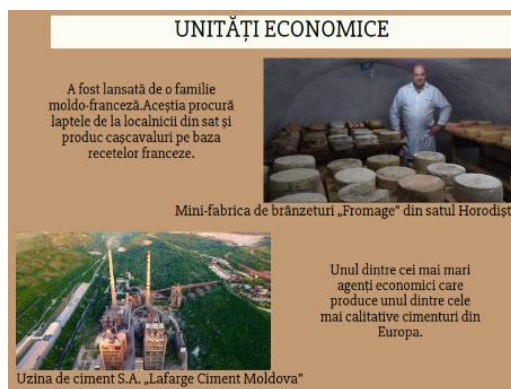 UNITĂȚI ECONOMICE
A fost lansată de o familie
moldo-franceză.Aceștia procură
laptele de la localnicii din sat și
produc cașcavaluri pe baza
recetelor franceze.
Mini-fabrica de brânzeturi „Fromage” din satul Horodișt
Unul dintre cei mai mari
agenți economici care
produce unul dintre cele
mai calitative cimenturi din
Europa.
Uzina de ciment S.A. „Lafarge Ciment Moldova”